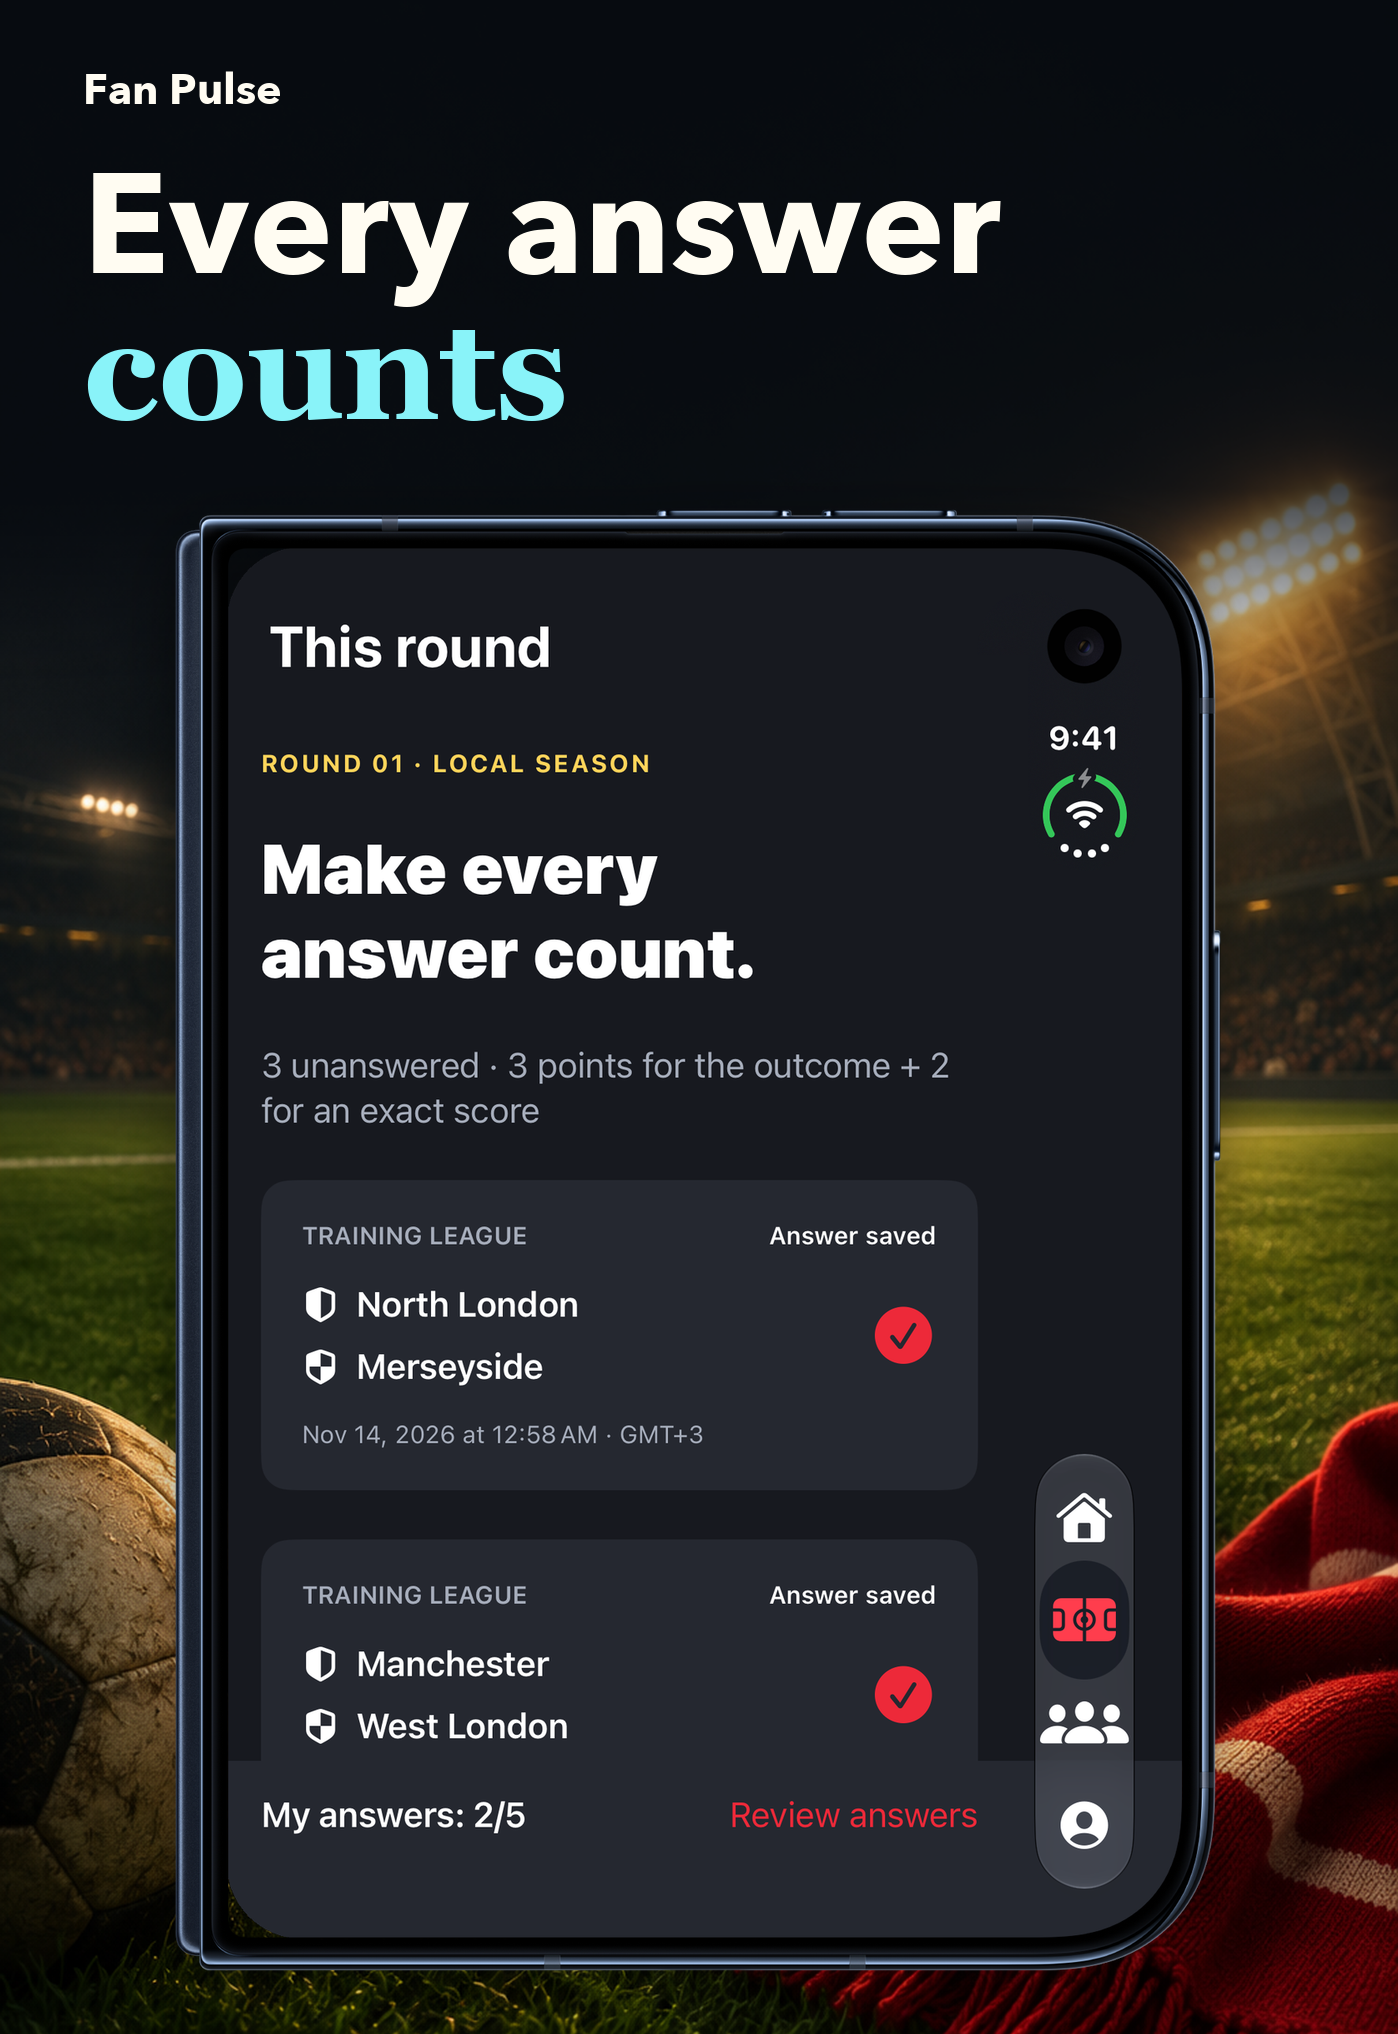 Fan Pulse
Every answer
counts
This round
9:41
ROUND 01 · LOCAL SEASON
Make every
answer count.
3 unanswered · 3 points for the outcome + 2
for an exact score
TRAINING LEAGUE
Answer saved
North London
Merseyside
Nov 14, 2026 at 12:58 AM · GMT+3
TRAINING LEAGUE
Answer saved
Manchester
West London
My answers: 2/5
Review answers